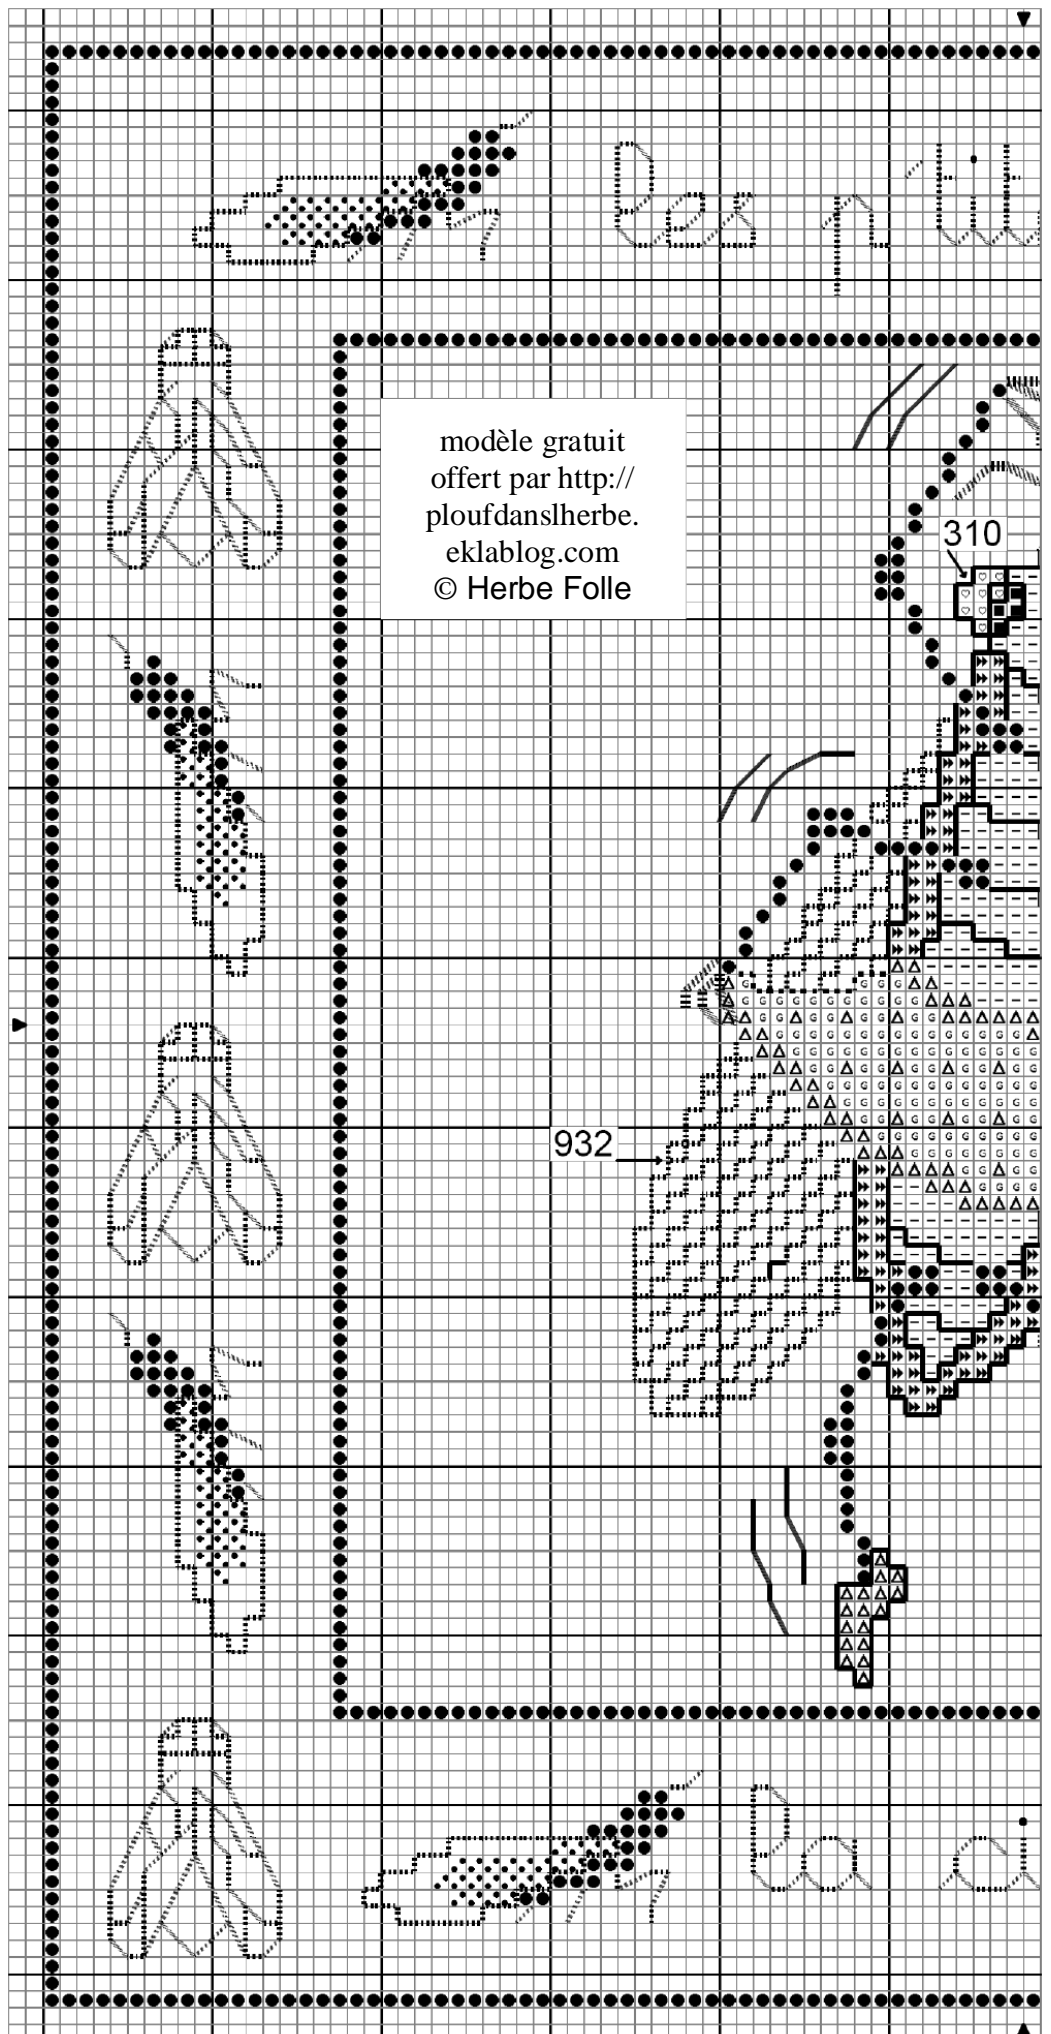 modèle gratuit
offert par http://
ploufdanslherbe.
eklablog.com
© Herbe Folle
310
932